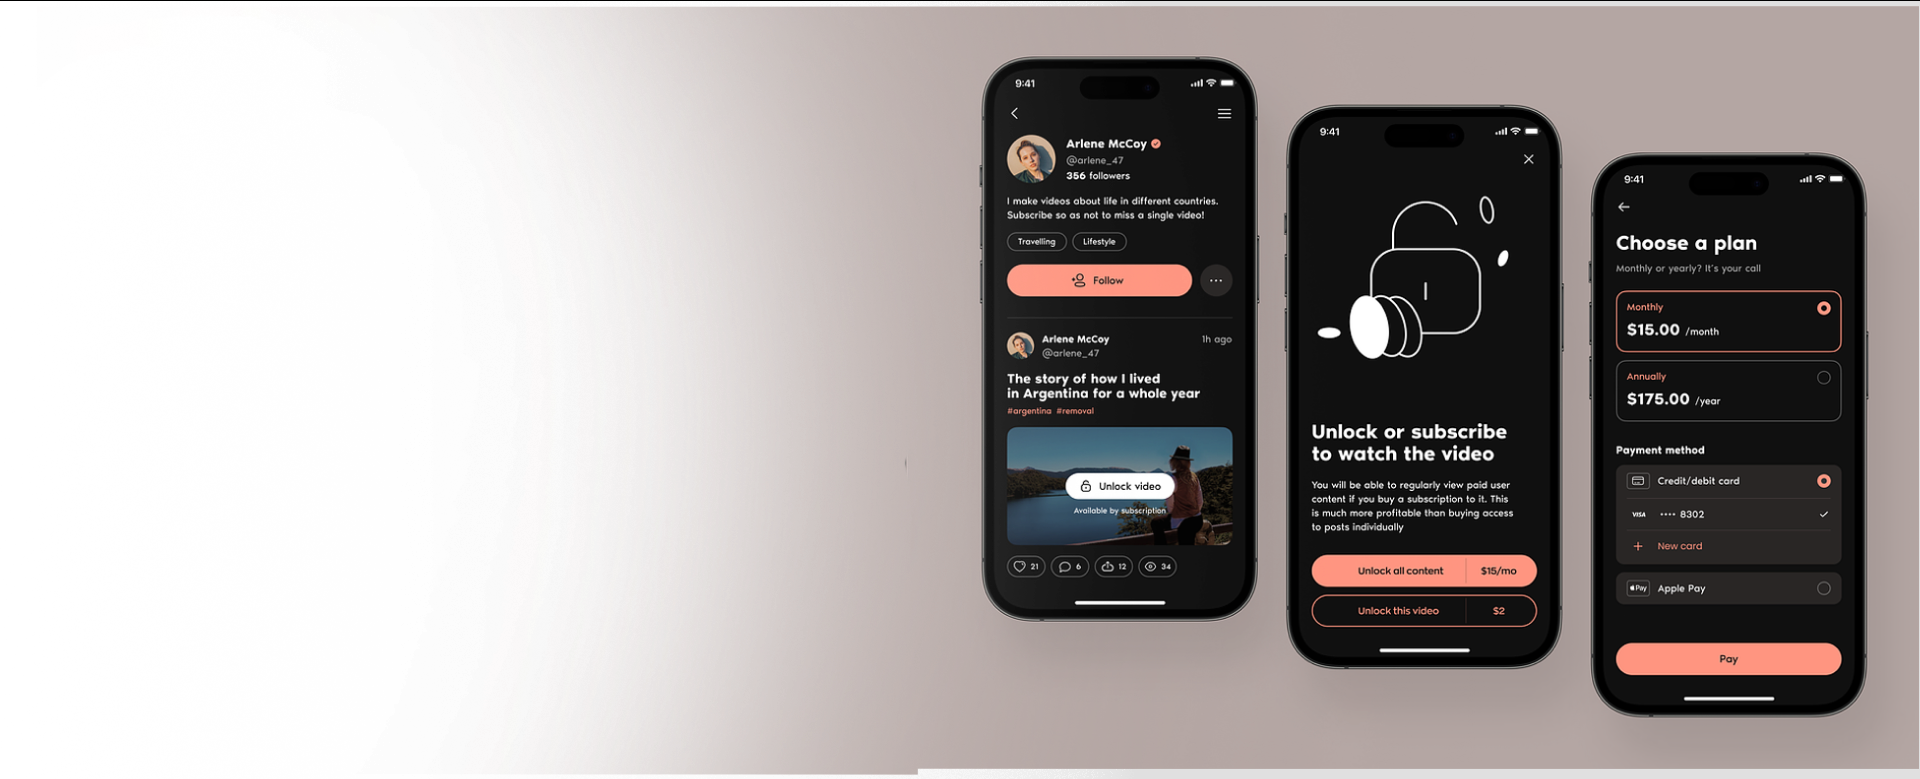 9:41
Arlene McCoy
@arlene_47
356 followers
I make videos about life in different countries.
Subscribe so as not to miss a single video!
Travelling Lifestyle
Follow
Arlene McCoy 1h ago
@arlene_47
The story of how I lived
in Argentina for a whole year
#argentina #removal
Unlock video
Available by subscription
21 6 12 34
9:41
Unlock or subscribe
to watch the video
You will be able to regularly view paid user
content if you buy a subscription to it. This
is much more profitable than buying access
to posts individually
Unlock all content $15/mo
Unlock this video $2
9:41
Choose a plan
Monthly or yearly? It's your call
Monthly
$15.00 /month
Annually
$175.00 /year
Payment method
Credit/debit card
VISA •••• 8302
+ New card
Pay Apple Pay
Pay